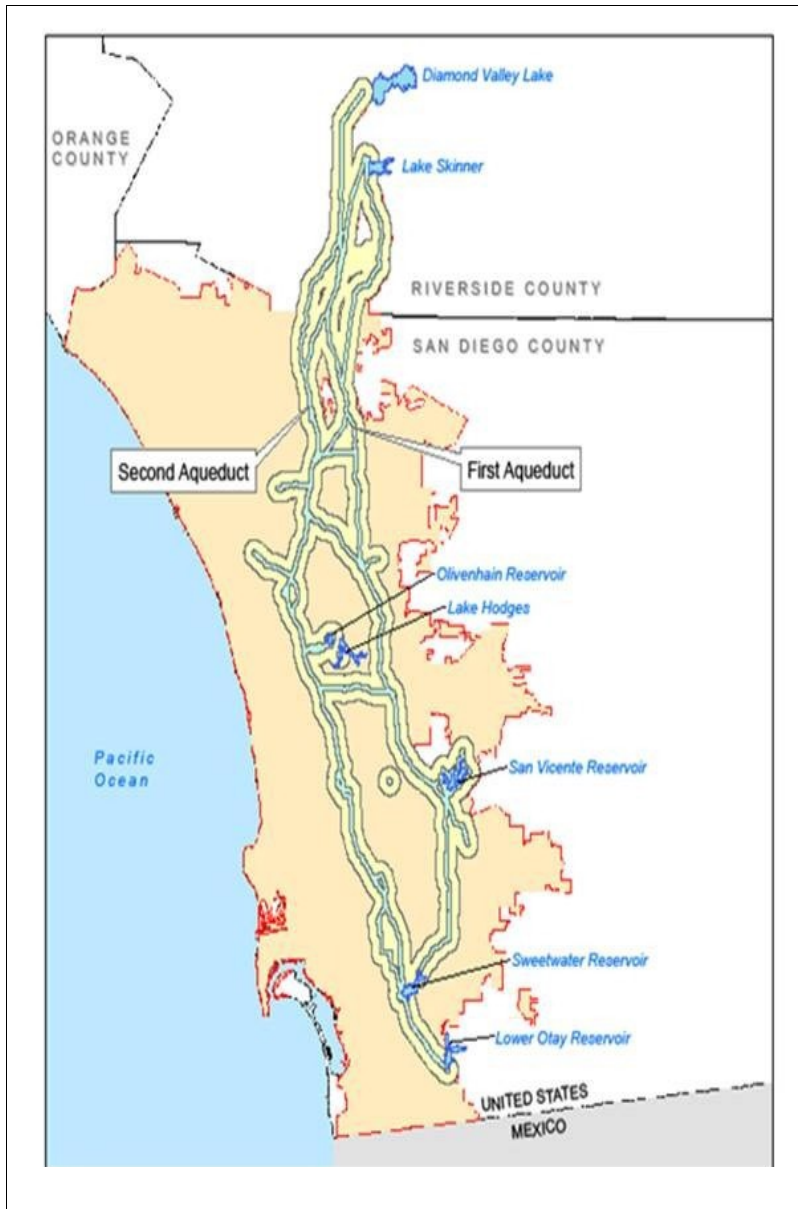 Diamond Valley Lake
ORANGE
COUNTY
Lake Skinner
RIVERSIDE COUNTY
SAN DIEGO COUNTY
Second Aqueduct
First Aqueduct
Olivenhain Reservoir
Lake Hodges
Pacific
Ocean
San Vicente Reservoir
Sweetwater Reservoir
Lower Otay Reservoir
UNITED STATES
MEXICO